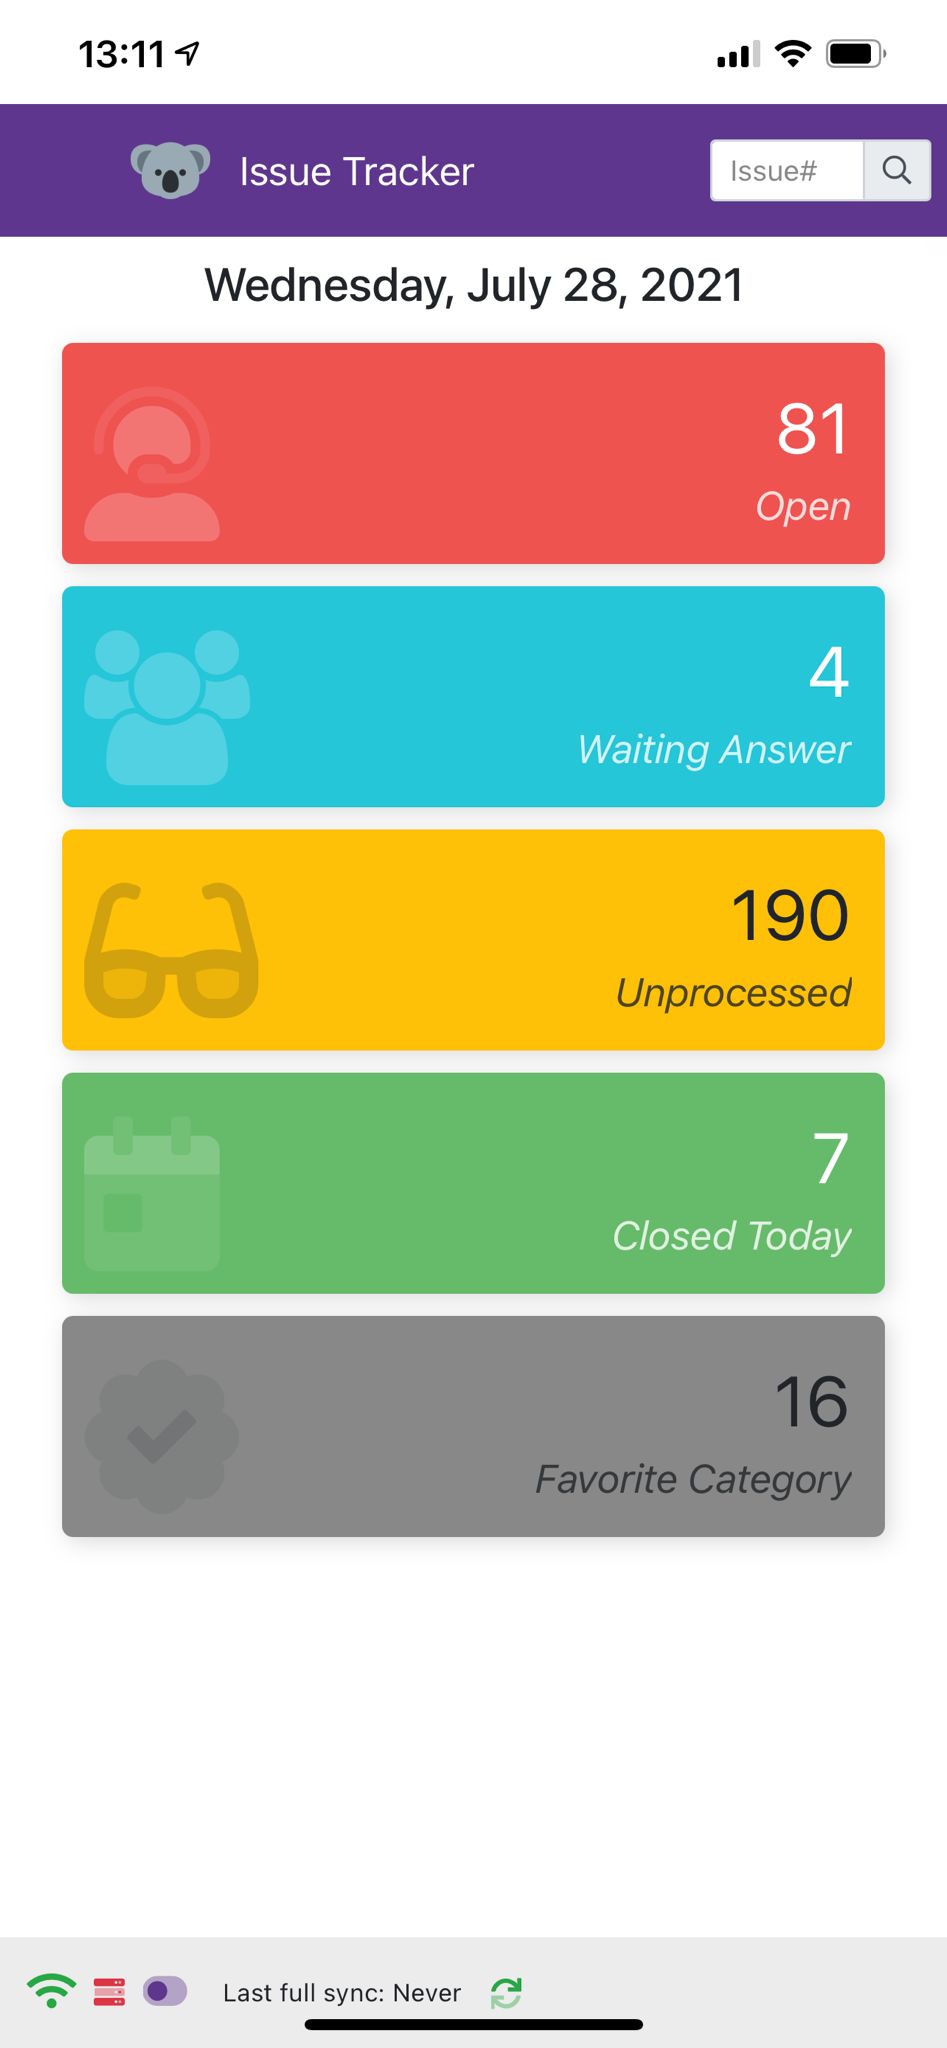 13:11
Issue Tracker
Issue#
Wednesday, July 28, 2021
81
Open
4
Waiting Answer
190
Unprocessed
7
Closed Today
16
Favorite Category
Last full sync: Never